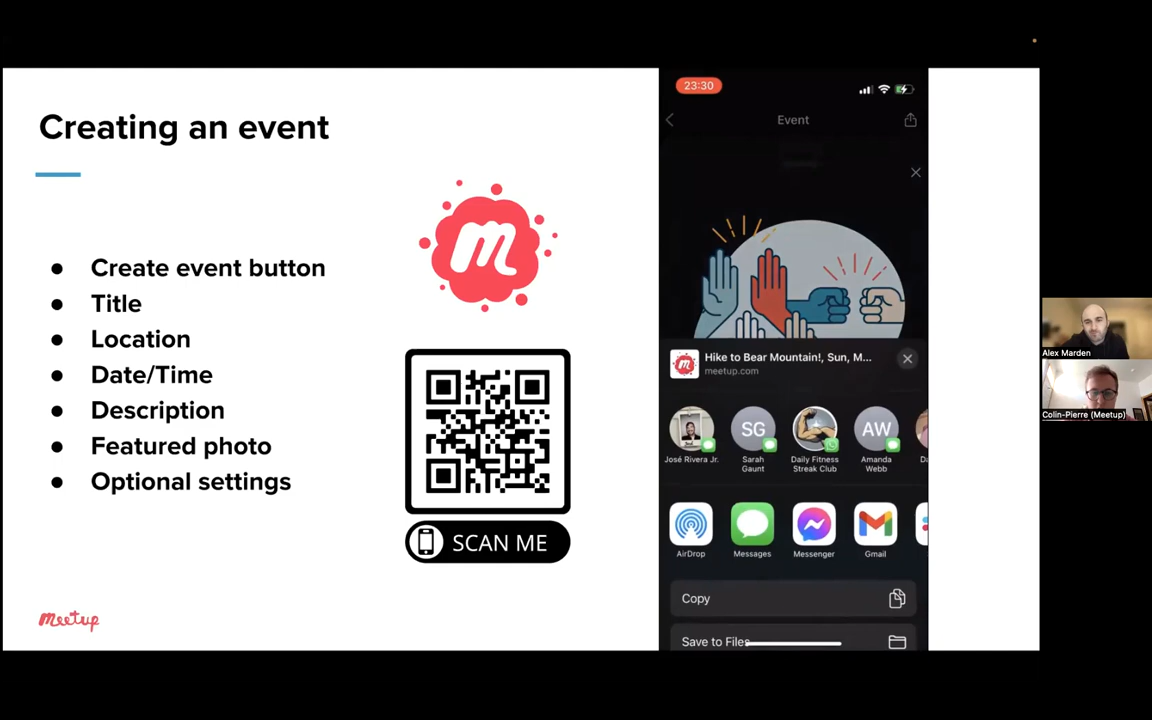 Creating an event
Create event button
Title
Location
Date/Time
Description
Featured photo
Optional settings
m
SCAN ME
meetup
23:30
Event
m
Hike to Bear Mountain!, Sun, M...
meetup.com
SG
AW
José Rivera Jr.
Sarah
Gaunt
Daily Fitness
Streak Club
Amanda
Webb
AirDrop
Messages
Messenger
Gmail
Copy
Save to Files
Alex Marden
Colin-Pierre (Meetup)